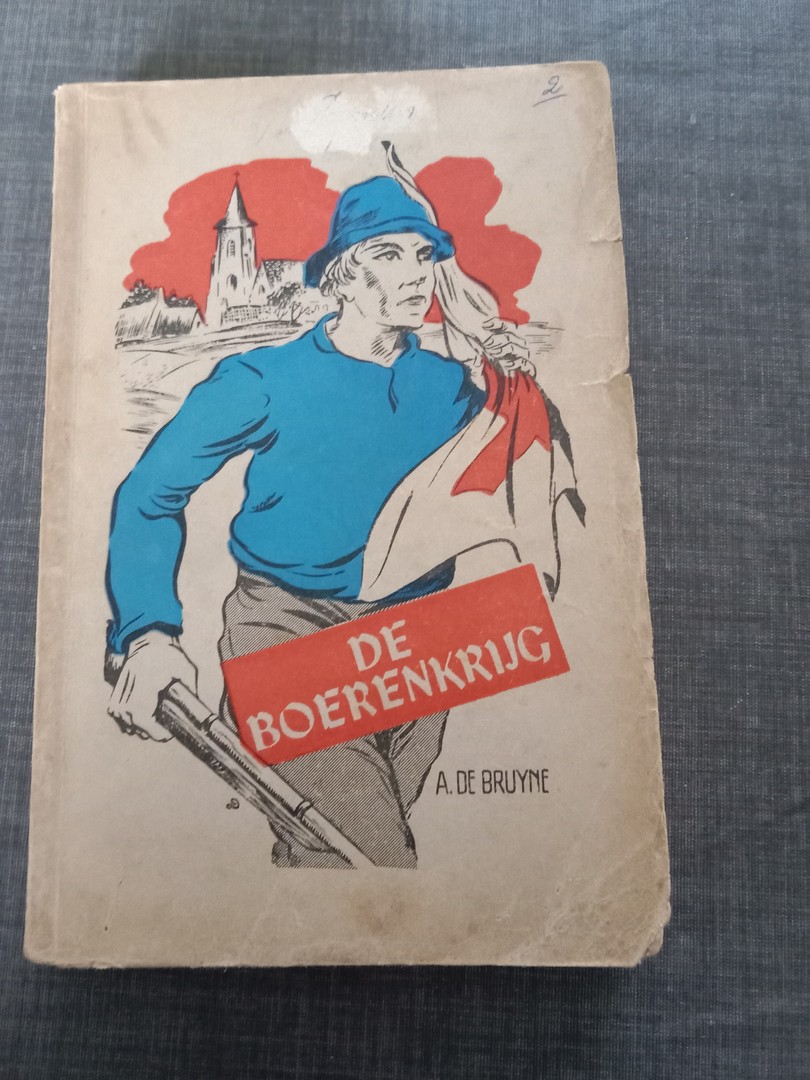 2
DE
BOERENKRIJG
A. DE BRUYNE